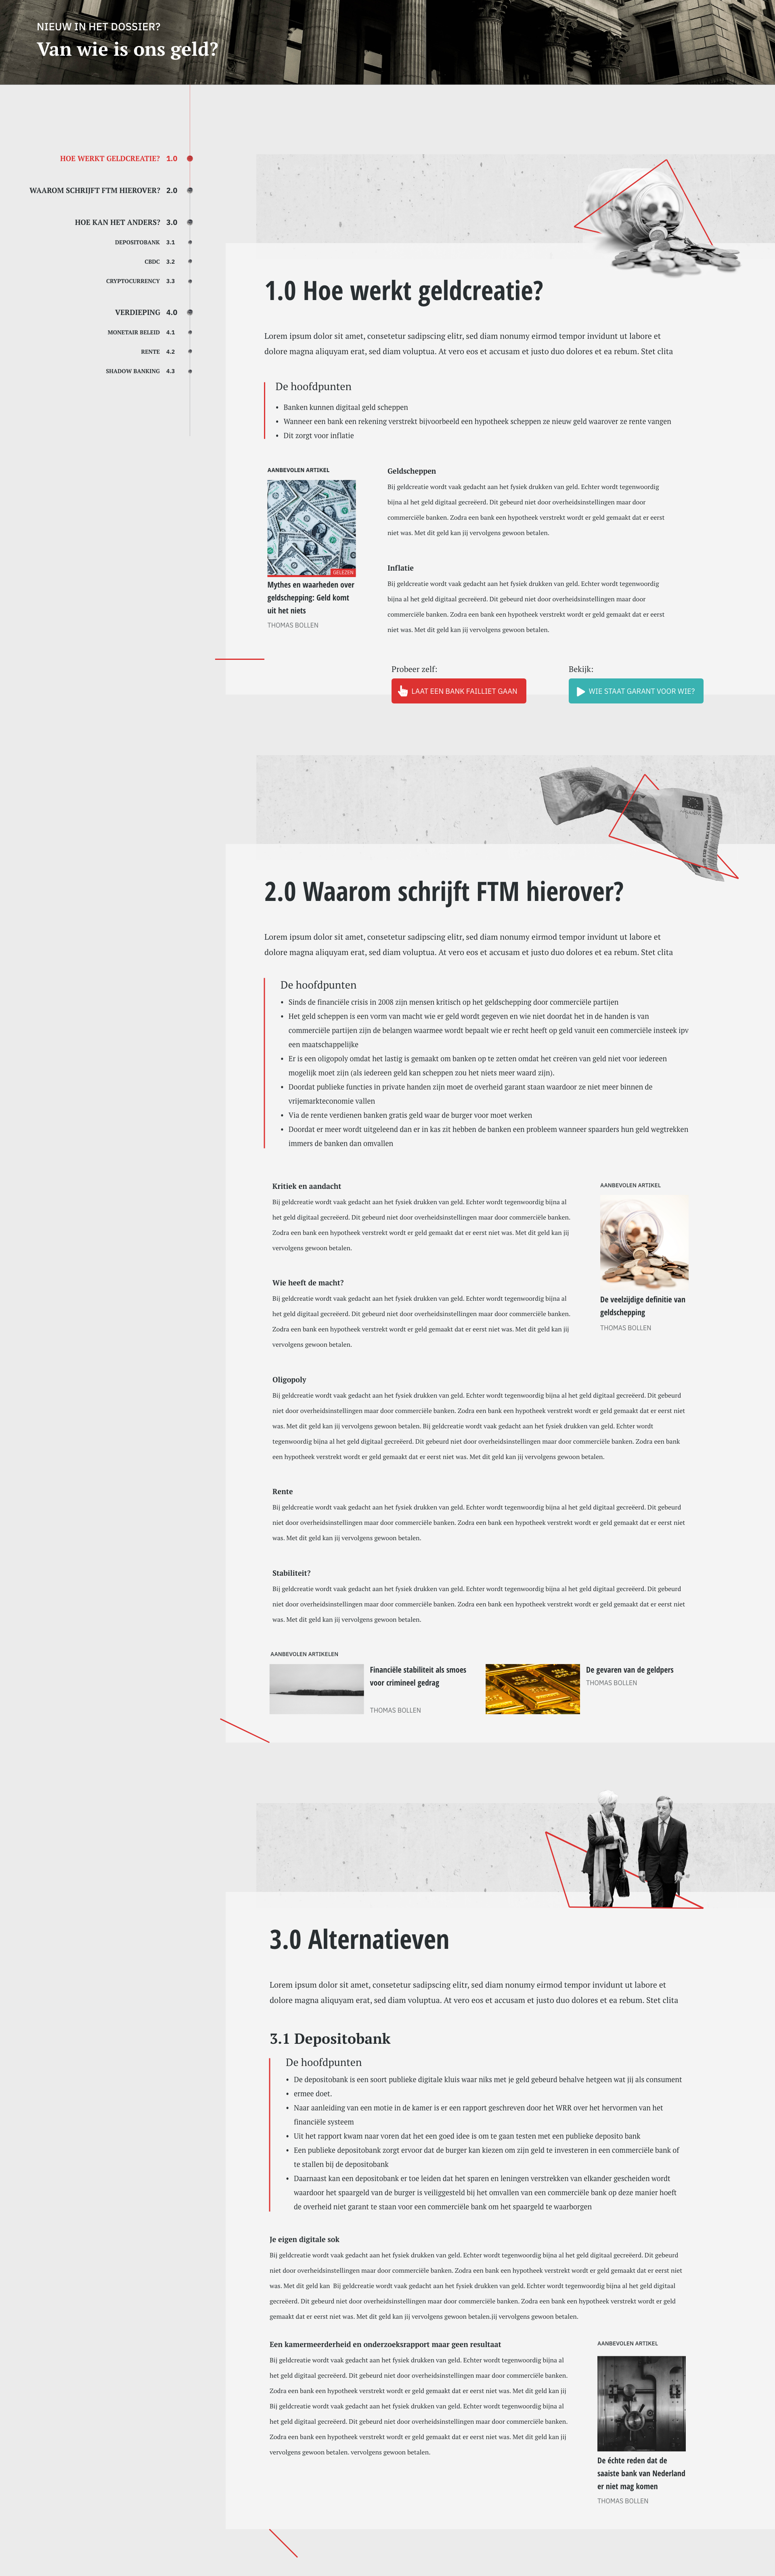 NIEUW IN HET DOSSIER?
Van wie is ons geld?
HOE WERKT GELDCREATIE? 1.0
WAAROM SCHRIJFT FTM HIEROVER? 2.0
HOE KAN HET ANDERS? 3.0
DEPOSITOBANK 3.1
CBDC 3.2
CRYPTOCURRENCY 3.3
VERDIEPING 4.0
MONETAIR BELEID 4.1
RENTE 4.2
SHADOW BANKING 4.3
1.0 Hoe werkt geldcreatie?
Lorem ipsum dolor sit amet, consetetur sadipscing elitr, sed diam nonumy eirmod tempor invidunt ut labore et
dolore magna aliquyam erat, sed diam voluptua. At vero eos et accusam et justo duo dolores et ea rebum. Stet clita
De hoofdpunten
• Banken kunnen digitaal geld scheppen
• Wanneer een bank een rekening verstrekt bijvoorbeeld een hypotheek scheppen ze nieuw geld waarover ze rente vangen
• Dit zorgt voor inflatie
AANBEVOLEN ARTIKEL
GELEZEN
Mythes en waarheden over
geldschepping: Geld komt
uit het niets
THOMAS BOLLEN
Geldscheppen
Bij geldcreatie wordt vaak gedacht aan het fysiek drukken van geld. Echter wordt tegenwoordig
bijna al het geld digitaal gecreëerd. Dit gebeurd niet door overheidsinstellingen maar door
commerciële banken. Zodra een bank een hypotheek verstrekt wordt er geld gemaakt dat er eerst
niet was. Met dit geld kan jij vervolgens gewoon betalen.
Inflatie
Bij geldcreatie wordt vaak gedacht aan het fysiek drukken van geld. Echter wordt tegenwoordig
bijna al het geld digitaal gecreëerd. Dit gebeurd niet door overheidsinstellingen maar door
commerciële banken. Zodra een bank een hypotheek verstrekt wordt er geld gemaakt dat er eerst
niet was. Met dit geld kan jij vervolgens gewoon betalen.
Probeer zelf:
LAAT EEN BANK FAILLIET GAAN
Bekijk:
WIE STAAT GARANT VOOR WIE?
2.0 Waarom schrijft FTM hierover?
Lorem ipsum dolor sit amet, consetetur sadipscing elitr, sed diam nonumy eirmod tempor invidunt ut labore et
dolore magna aliquyam erat, sed diam voluptua. At vero eos et accusam et justo duo dolores et ea rebum. Stet clita
De hoofdpunten
• Sinds de financiële crisis in 2008 zijn mensen kritisch op het geldschepping door commerciële partijen
• Het geld scheppen is een vorm van macht wie er geld wordt gegeven en wie niet doordat het in de handen is van
commerciële partijen zijn de belangen waarmee wordt bepaalt wie er recht heeft op geld vanuit een commerciële insteek ipv
een maatschappelijke
• Er is een oligopoly omdat het lastig is gemaakt om banken op te zetten omdat het creëren van geld niet voor iedereen
mogelijk moet zijn (als iedereen geld kan scheppen zou het niets meer waard zijn).
• Doordat publieke functies in private handen zijn moet de overheid garant staan waardoor ze niet meer binnen de
vrijemarkteconomie vallen
• Via de rente verdienen banken gratis geld waar de burger voor moet werken
• Doordat er meer wordt uitgeleend dan er in kas zit hebben de banken een probleem wanneer spaarders hun geld wegtrekken
immers de banken dan omvallen
Kritiek en aandacht
Bij geldcreatie wordt vaak gedacht aan het fysiek drukken van geld. Echter wordt tegenwoordig bijna al
het geld digitaal gecreëerd. Dit gebeurd niet door overheidsinstellingen maar door commerciële banken.
Zodra een bank een hypotheek verstrekt wordt er geld gemaakt dat er eerst niet was. Met dit geld kan jij
vervolgens gewoon betalen.
Wie heeft de macht?
Bij geldcreatie wordt vaak gedacht aan het fysiek drukken van geld. Echter wordt tegenwoordig bijna al
het geld digitaal gecreëerd. Dit gebeurd niet door overheidsinstellingen maar door commerciële banken.
Zodra een bank een hypotheek verstrekt wordt er geld gemaakt dat er eerst niet was. Met dit geld kan jij
vervolgens gewoon betalen.
AANBEVOLEN ARTIKEL
De veelzijdige definitie van
geldschepping
THOMAS BOLLEN
Oligopoly
Bij geldcreatie wordt vaak gedacht aan het fysiek drukken van geld. Echter wordt tegenwoordig bijna al het geld digitaal gecreëerd. Dit gebeurd
niet door overheidsinstellingen maar door commerciële banken. Zodra een bank een hypotheek verstrekt wordt er geld gemaakt dat er eerst niet
was. Met dit geld kan jij vervolgens gewoon betalen. Bij geldcreatie wordt vaak gedacht aan het fysiek drukken van geld. Echter wordt
tegenwoordig bijna al het geld digitaal gecreëerd. Dit gebeurd niet door overheidsinstellingen maar door commerciële banken. Zodra een bank
een hypotheek verstrekt wordt er geld gemaakt dat er eerst niet was. Met dit geld kan jij vervolgens gewoon betalen.
Rente
Bij geldcreatie wordt vaak gedacht aan het fysiek drukken van geld. Echter wordt tegenwoordig bijna al het geld digitaal gecreëerd. Dit gebeurd
niet door overheidsinstellingen maar door commerciële banken. Zodra een bank een hypotheek verstrekt wordt er geld gemaakt dat er eerst niet
was. Met dit geld kan jij vervolgens gewoon betalen.
Stabiliteit?
Bij geldcreatie wordt vaak gedacht aan het fysiek drukken van geld. Echter wordt tegenwoordig bijna al het geld digitaal gecreëerd. Dit gebeurd
niet door overheidsinstellingen maar door commerciële banken. Zodra een bank een hypotheek verstrekt wordt er geld gemaakt dat er eerst niet
was. Met dit geld kan jij vervolgens gewoon betalen.
AANBEVOLEN ARTIKELEN
Financiële stabiliteit als smoes
voor crimineel gedrag
THOMAS BOLLEN
De gevaren van de geldpers
THOMAS BOLLEN
3.0 Alternatieven
Lorem ipsum dolor sit amet, consetetur sadipscing elitr, sed diam nonumy eirmod tempor invidunt ut labore et
dolore magna aliquyam erat, sed diam voluptua. At vero eos et accusam et justo duo dolores et ea rebum. Stet clita
3.1 Depositobank
De hoofdpunten
• De depositobank is een soort publieke digitale kluis waar niks met je geld gebeurd behalve hetgeen wat jij als consument
• ermee doet.
• Naar aanleiding van een motie in de kamer is er een rapport geschreven door het WRR over het hervormen van het
financiële systeem
• Uit het rapport kwam naar voren dat het een goed idee is om te gaan testen met een publieke deposito bank
• Een publieke depositobank zorgt ervoor dat de burger kan kiezen om zijn geld te investeren in een commerciële bank of
te stallen bij de depositobank
• Daarnaast kan een depositobank er toe leiden dat het sparen en leningen verstrekken van elkander gescheiden wordt
waardoor het spaargeld van de burger is veiliggesteld bij het omvallen van een commerciële bank op deze manier hoeft
de overheid niet garant te staan voor een commerciële bank om het spaargeld te waarborgen
Je eigen digitale sok
Bij geldcreatie wordt vaak gedacht aan het fysiek drukken van geld. Echter wordt tegenwoordig bijna al het geld digitaal gecreëerd. Dit gebeurd
niet door overheidsinstellingen maar door commerciële banken. Zodra een bank een hypotheek verstrekt wordt er geld gemaakt dat er eerst niet
was. Met dit geld kan Bij geldcreatie wordt vaak gedacht aan het fysiek drukken van geld. Echter wordt tegenwoordig bijna al het geld digitaal
gecreëerd. Dit gebeurd niet door overheidsinstellingen maar door commerciële banken. Zodra een bank een hypotheek verstrekt wordt er geld
gemaakt dat er eerst niet was. Met dit geld kan jij vervolgens gewoon betalen.jij vervolgens gewoon betalen.
Een kamermeerderheid en onderzoeksrapport maar geen resultaat
Bij geldcreatie wordt vaak gedacht aan het fysiek drukken van geld. Echter wordt tegenwoordig bijna al
het geld digitaal gecreëerd. Dit gebeurd niet door overheidsinstellingen maar door commerciële banken.
Zodra een bank een hypotheek verstrekt wordt er geld gemaakt dat er eerst niet was. Met dit geld kan jij
Bij geldcreatie wordt vaak gedacht aan het fysiek drukken van geld. Echter wordt tegenwoordig bijna al
het geld digitaal gecreëerd. Dit gebeurd niet door overheidsinstellingen maar door commerciële banken.
Zodra een bank een hypotheek verstrekt wordt er geld gemaakt dat er eerst niet was. Met dit geld kan jij
vervolgens gewoon betalen. vervolgens gewoon betalen.
AANBEVOLEN ARTIKEL
De échte reden dat de
saaiste bank van Nederland
er niet mag komen
THOMAS BOLLEN